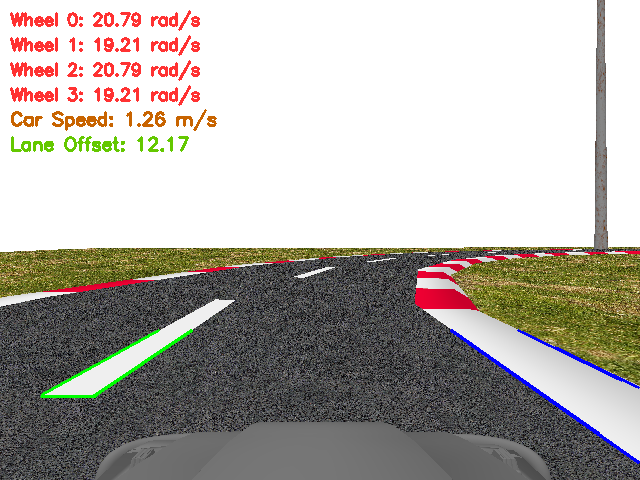 Wheel 0: 20.79 rad/s
Wheel 1: 19.21 rad/s
Wheel 2: 20.79 rad/s
Wheel 3: 19.21 rad/s
Car Speed: 1.26 m/s
Lane Offset: 12.17